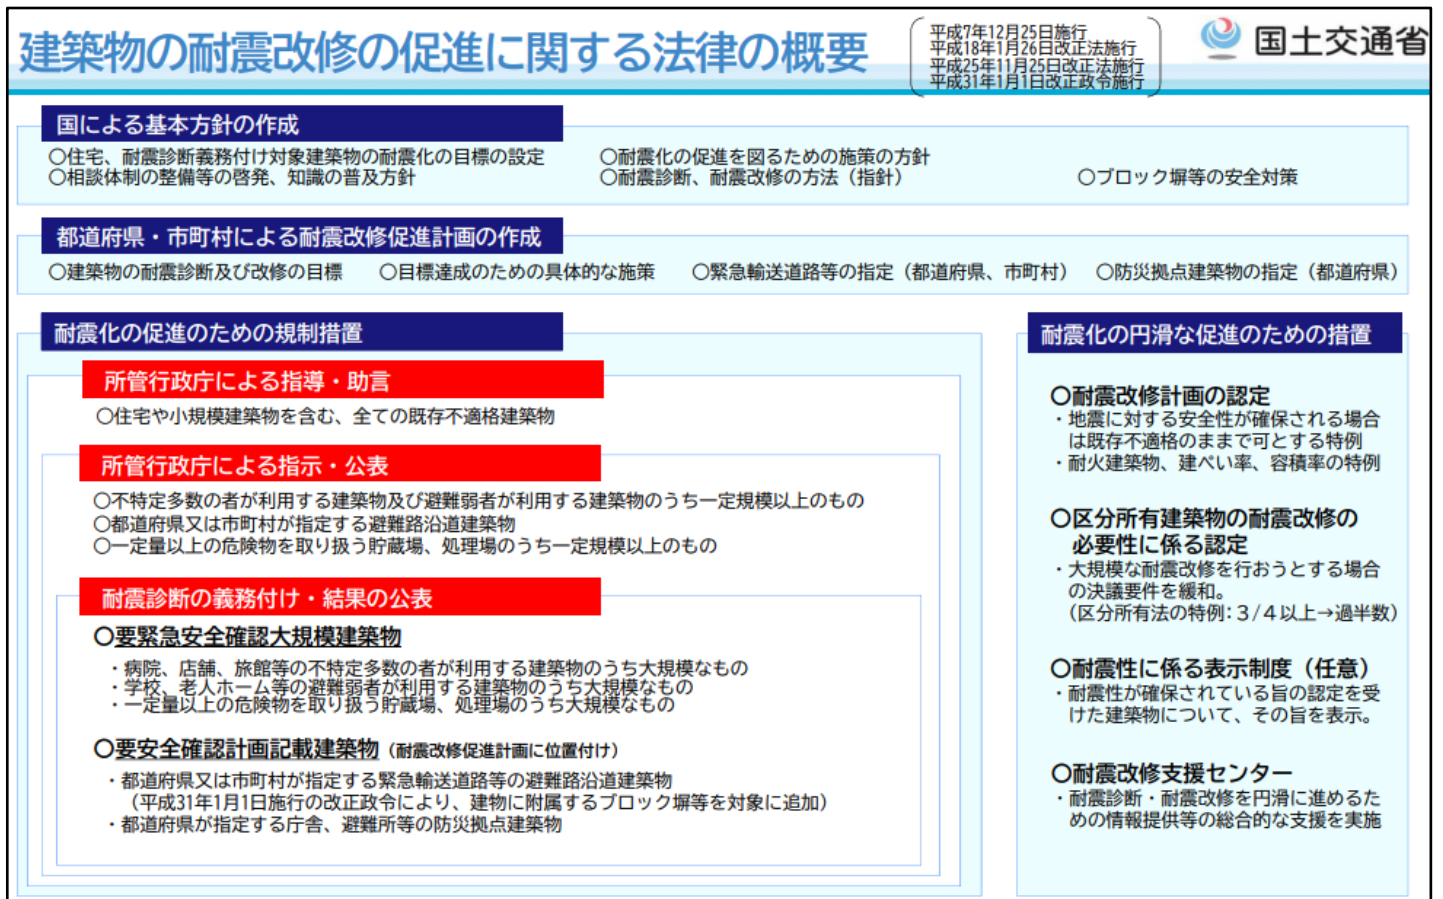 建築物の耐震改修の促進に関する法律の概要
平成7年12月25日施行
平成18年1月26日改正法施行
平成25年11月25日改正法施行
平成31年1月1日改正政令施行
国土交通省
国による基本方針の作成
○住宅、耐震診断義務付け対象建築物の耐震化の目標の設定
○相談体制の整備等の啓発、知識の普及方針
○耐震化の促進を図るための施策の方針
○耐震診断、耐震改修の方法（指針）
○ブロック塀等の安全対策
都道府県・市町村による耐震改修促進計画の作成
○建築物の耐震診断及び改修の目標 ○目標達成のための具体的な施策 ○緊急輸送道路等の指定（都道府県、市町村） ○防災拠点建築物の指定（都道府県）
耐震化の促進のための規制措置
所管行政庁による指導・助言
○住宅や小規模建築物を含む、全ての既存不適格建築物
所管行政庁による指示・公表
○不特定多数の者が利用する建築物及び避難弱者が利用する建築物のうち一定規模以上のもの
○都道府県又は市町村が指定する避難路沿道建築物
○一定量以上の危険物を取り扱う貯蔵場、処理場のうち一定規模以上のもの
耐震診断の義務付け・結果の公表
○要緊急安全確認大規模建築物
・病院、店舗、旅館等の不特定多数の者が利用する建築物のうち大規模なもの
・学校、老人ホーム等の避難弱者が利用する建築物のうち大規模なもの
・一定量以上の危険物を取り扱う貯蔵場、処理場のうち大規模なもの
○要安全確認計画記載建築物（耐震改修促進計画に位置付け）
・都道府県又は市町村が指定する緊急輸送道路等の避難路沿道建築物
（平成31年1月1日施行の改正政令により、建物に附属するブロック塀等を対象に追加）
・都道府県が指定する庁舎、避難所等の防災拠点建築物
耐震化の円滑な促進のための措置
○耐震改修計画の認定
・地震に対する安全性が確保される場合
は既存不適格のままで可とする特例
・耐火建築物、建ぺい率、容積率の特例
○区分所有建築物の耐震改修の
必要性に係る認定
・大規模な耐震改修を行おうとする場合
の決議要件を緩和。
（区分所有法の特例：３/４以上→過半数）
○耐震性に係る表示制度（任意）
・耐震性が確保されている旨の認定を受
けた建築物について、その旨を表示。
○耐震改修支援センター
・耐震診断・耐震改修を円滑に進めるた
めの情報提供等の総合的な支援を実施